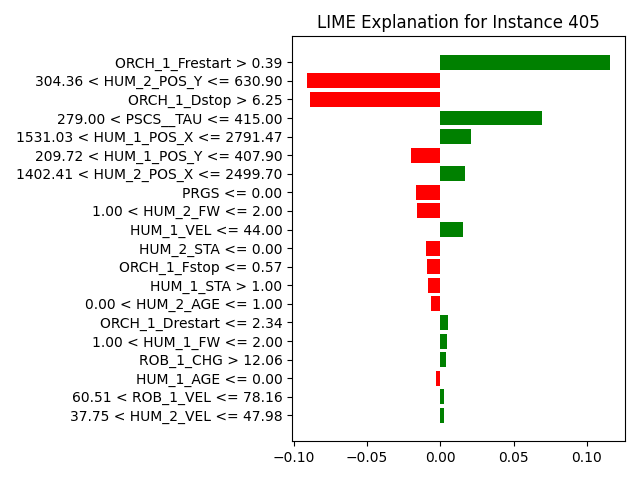 LIME Explanation for Instance 405
ORCH_1_Frestart > 0.39
304.36 < HUM_2_POS_Y <= 630.90
ORCH_1_Dstop > 6.25
279.00 < PSCS__TAU <= 415.00
1531.03 < HUM_1_POS_X <= 2791.47
209.72 < HUM_1_POS_Y <= 407.90
1402.41 < HUM_2_POS_X <= 2499.70
PRGS <= 0.00
1.00 < HUM_2_FW <= 2.00
HUM_1_VEL <= 44.00
HUM_2_STA <= 0.00
ORCH_1_Fstop <= 0.57
HUM_1_STA > 1.00
0.00 < HUM_2_AGE <= 1.00
ORCH_1_Drestart <= 2.34
1.00 < HUM_1_FW <= 2.00
ROB_1_CHG > 12.06
HUM_1_AGE <= 0.00
60.51 < ROB_1_VEL <= 78.16
37.75 < HUM_2_VEL <= 47.98
−0.10 −0.05 0.00 0.05 0.10